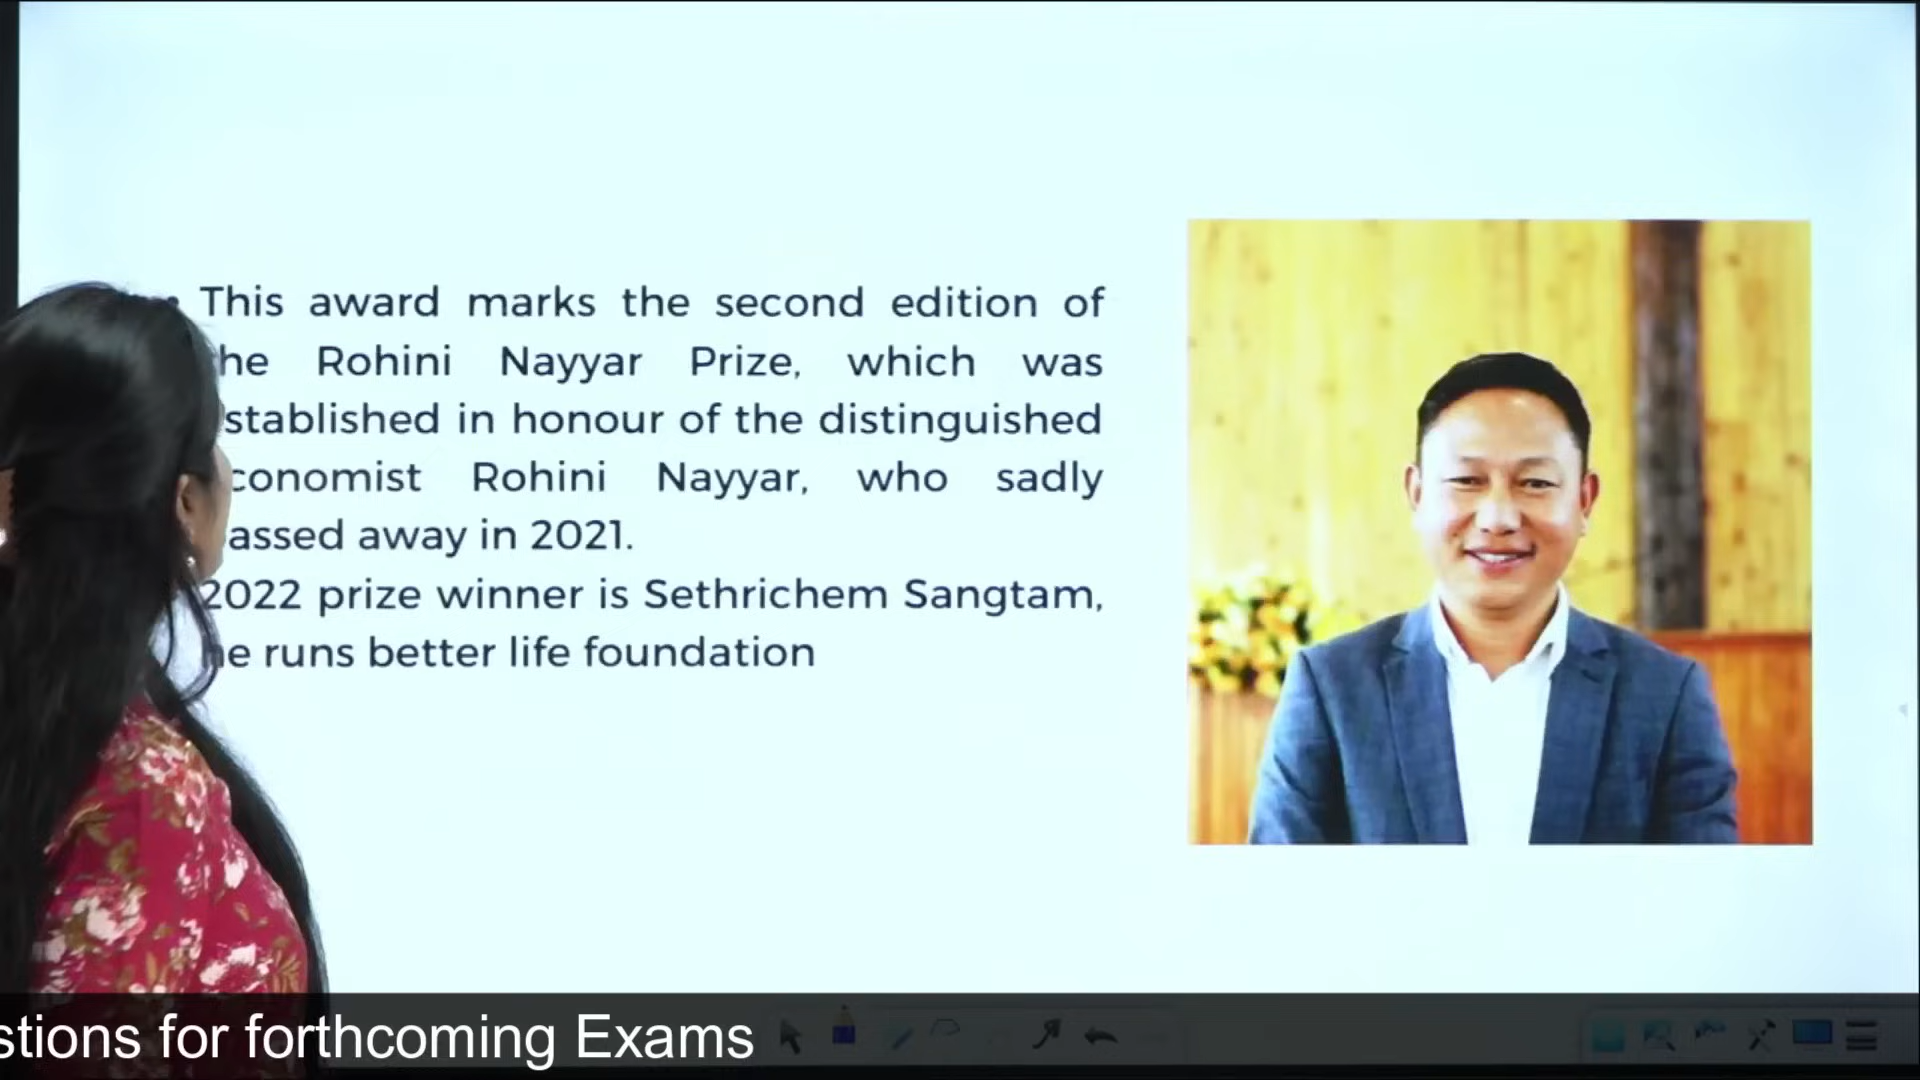 This award marks the second edition of
he Rohini Nayyar Prize, which was
stablished in honour of the distinguished
conomist Rohini Nayyar, who sadly
assed away in 2021.
2022 prize winner is Sethrichem Sangtam,
he runs better life foundation
stions for forthcoming Exams